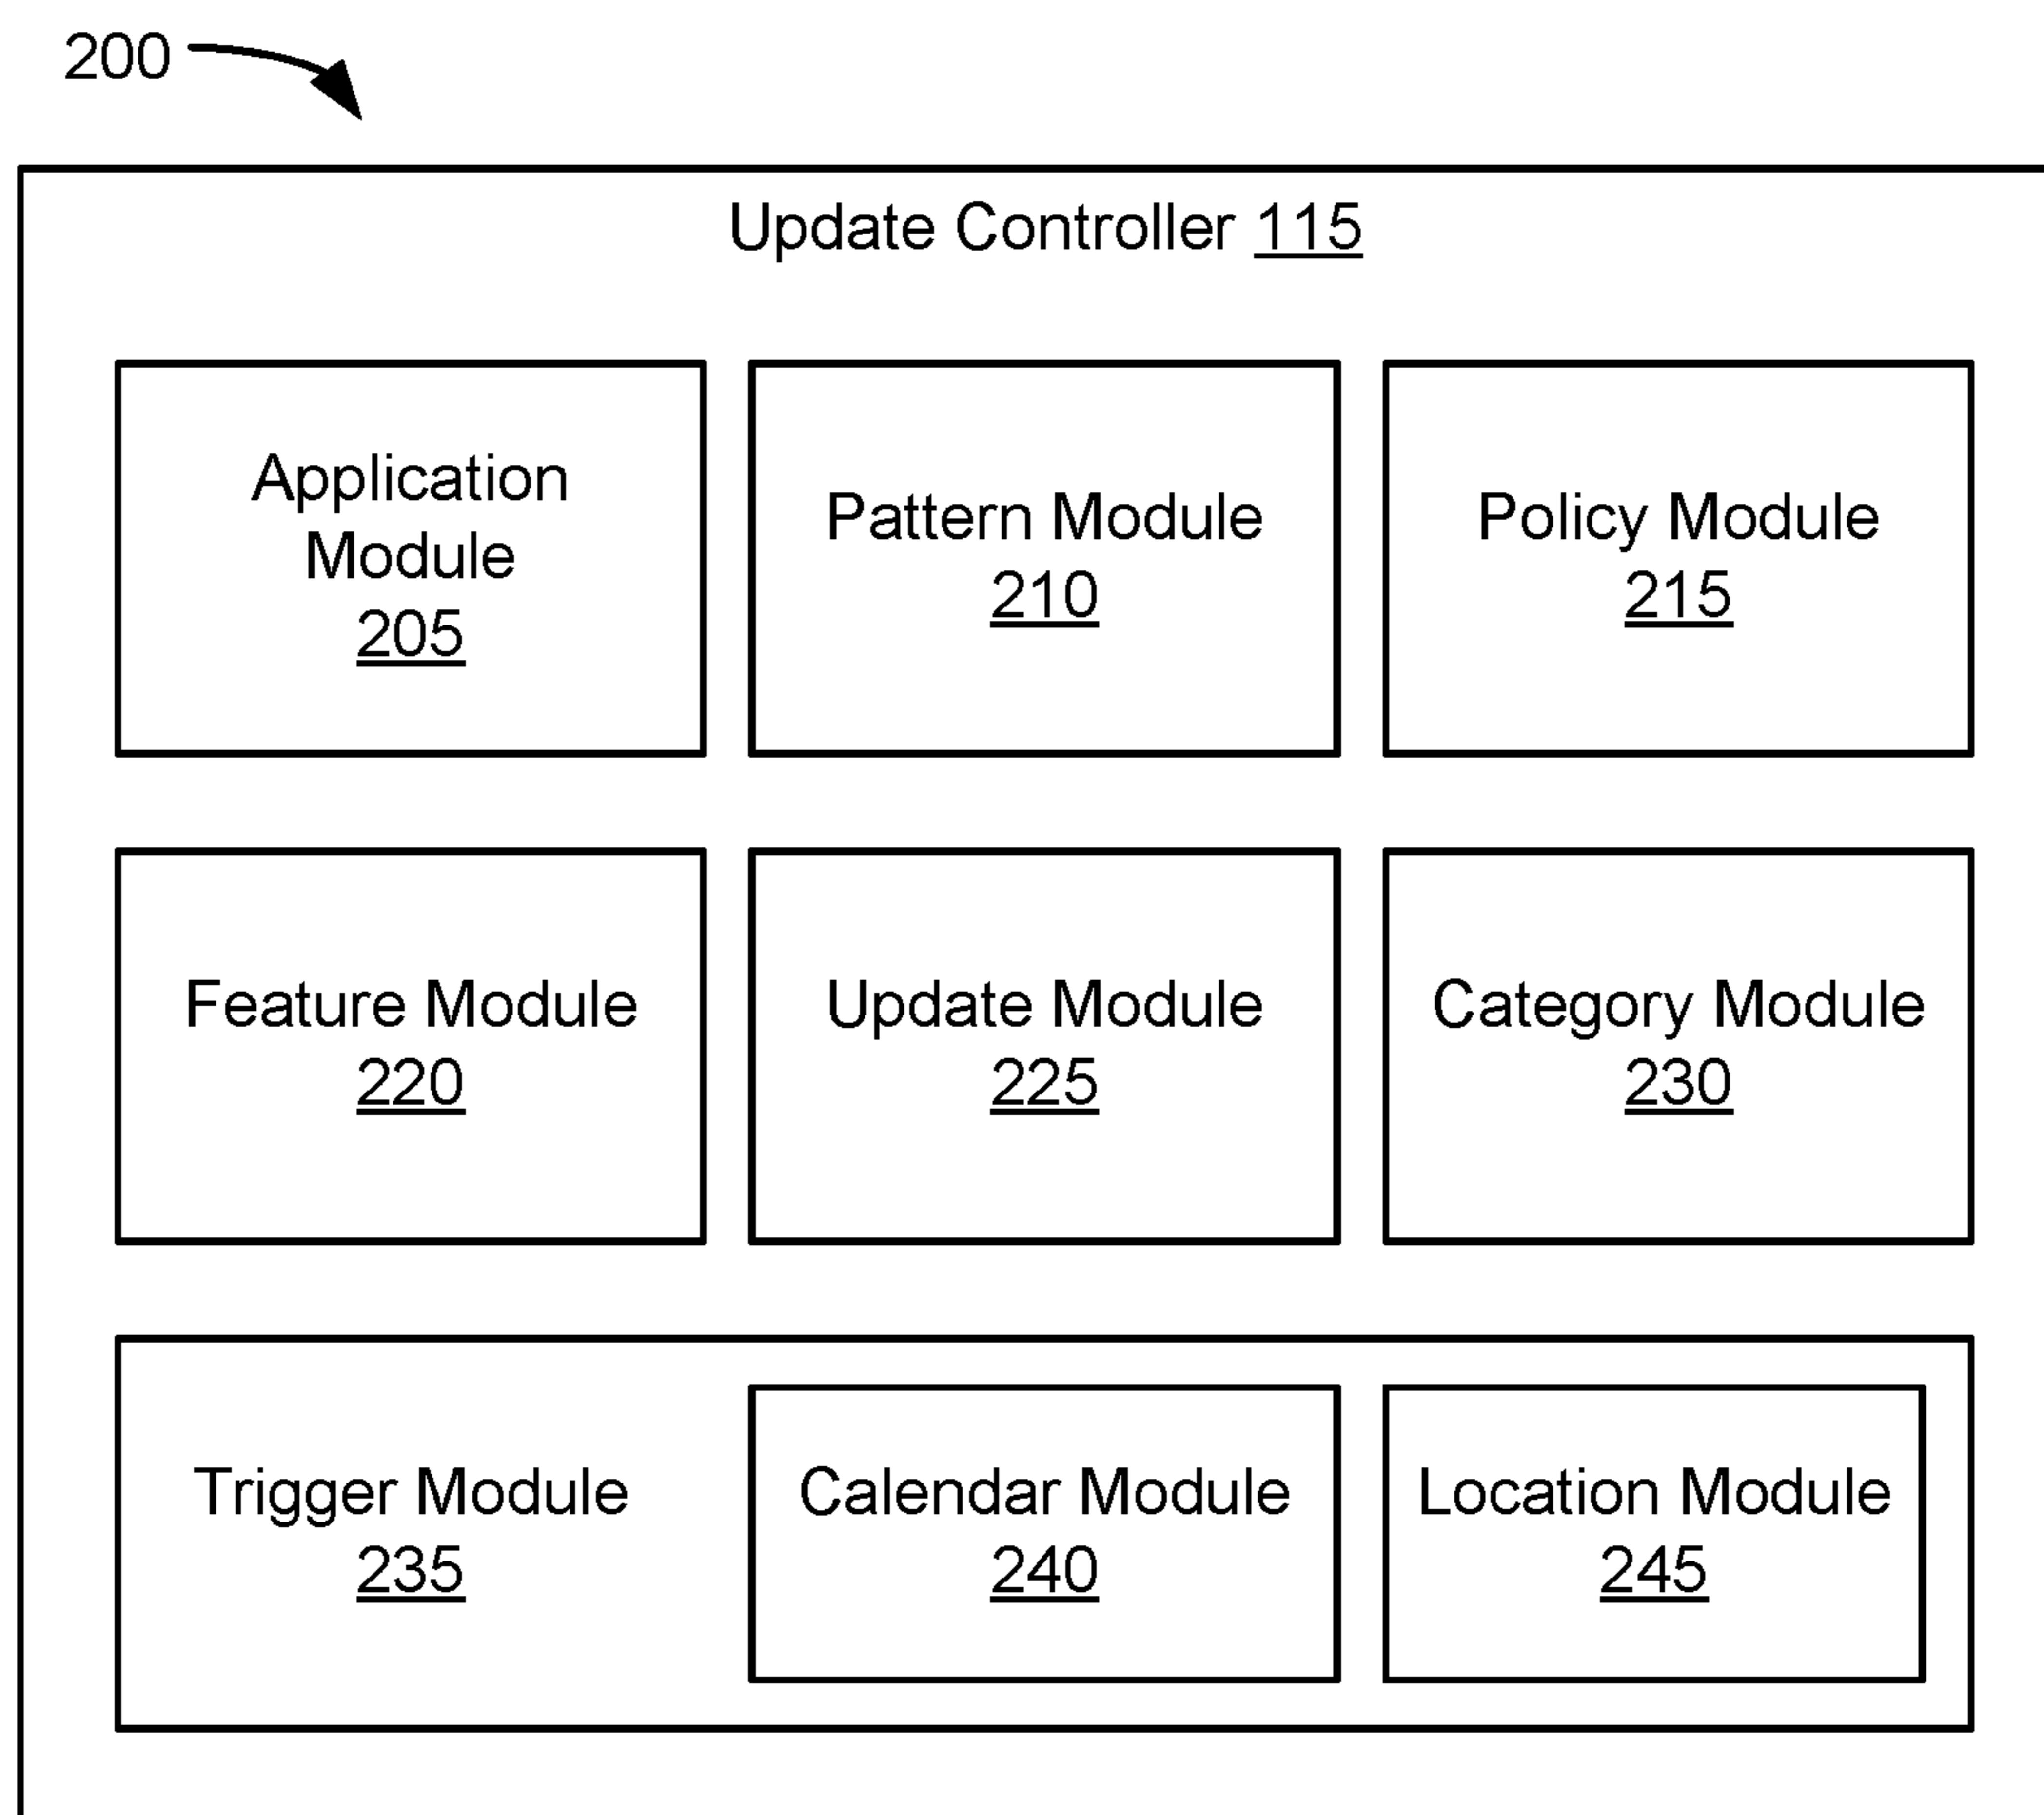 200
Update Controller 115
Application
Module
205
Pattern Module
210
Policy Module
215
Feature Module
220
Update Module
225
Category Module
230
Trigger Module
235
Calendar Module
240
Location Module
245